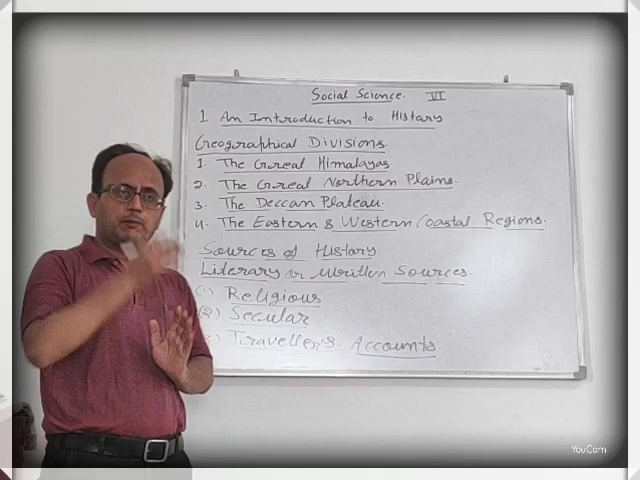 Social Science. VI
1 An Introduction to History
Geographical Divisions.
1. The Great Himalayas
2. The Great Northern Plains.
3. The Deccan Plateau.
4. The Eastern & Western Coastal Regions.
Sources of History
Literary or Written Sources.
(1) Religious
(2) Secular
Traveller's Accounts.
YouCam